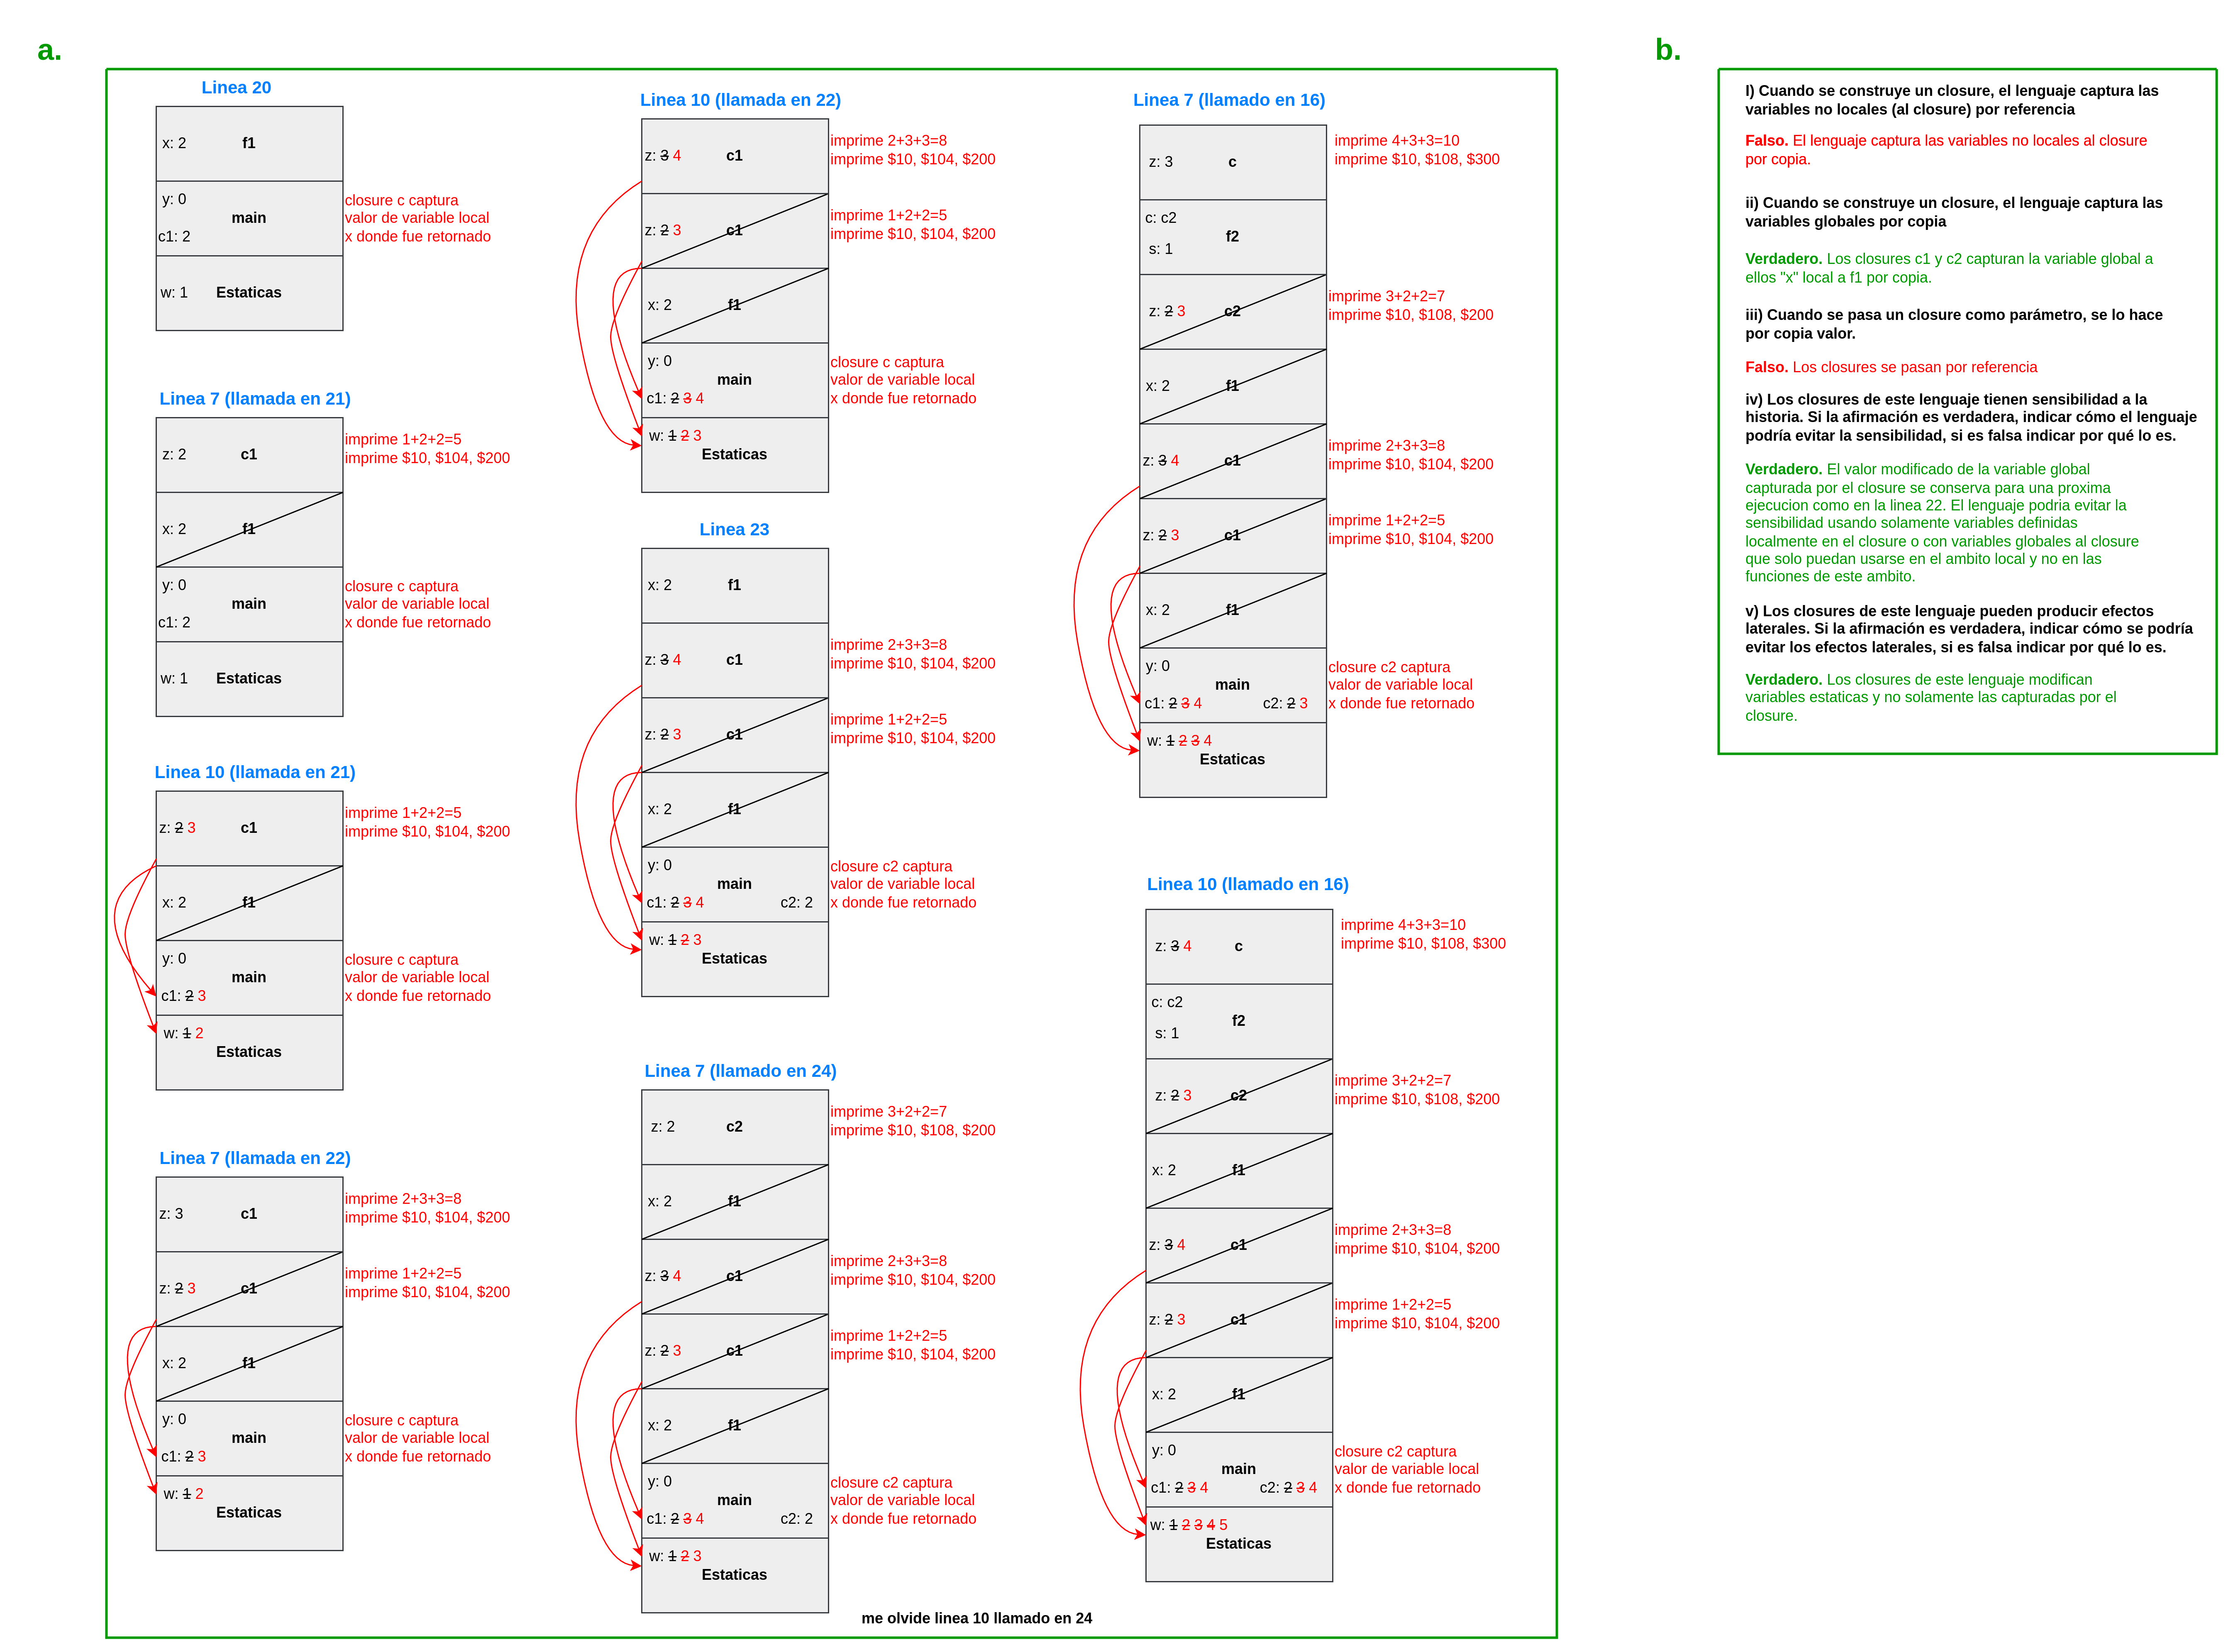 a.
Linea 20
x: 2 f1
y: 0
main
c1: 2
closure c captura
valor de variable local
x donde fue retornado
w: 1 Estaticas
Linea 7 (llamada en 21)
z: 2 c1
imprime 1+2+2=5
imprime $10, $104, $200
x: 2 f1
y: 0
main
c1: 2
closure c captura
valor de variable local
x donde fue retornado
w: 1 Estaticas
Linea 10 (llamada en 21)
z: 2 3 c1
imprime 1+2+2=5
imprime $10, $104, $200
x: 2 f1
y: 0
main
c1: 2 3
closure c captura
valor de variable local
x donde fue retornado
w: 1 2
Estaticas
Linea 7 (llamada en 22)
z: 3 c1
imprime 2+3+3=8
imprime $10, $104, $200
z: 2 3 c1
imprime 1+2+2=5
imprime $10, $104, $200
x: 2 f1
y: 0
main
c1: 2 3
closure c captura
valor de variable local
x donde fue retornado
w: 1 2
Estaticas
Linea 10 (llamada en 22)
z: 3 4 c1
imprime 2+3+3=8
imprime $10, $104, $200
z: 2 3 c1
imprime 1+2+2=5
imprime $10, $104, $200
x: 2 f1
y: 0
main
c1: 2 3 4
closure c captura
valor de variable local
x donde fue retornado
w: 1 2 3
Estaticas
Linea 23
x: 2 f1
z: 3 4 c1
imprime 2+3+3=8
imprime $10, $104, $200
z: 2 3 c1
imprime 1+2+2=5
imprime $10, $104, $200
x: 2 f1
y: 0
main
c1: 2 3 4 c2: 2
closure c2 captura
valor de variable local
x donde fue retornado
w: 1 2 3
Estaticas
Linea 7 (llamado en 24)
z: 2 c2
imprime 3+2+2=7
imprime $10, $108, $200
x: 2 f1
z: 3 4 c1
imprime 2+3+3=8
imprime $10, $104, $200
z: 2 3 c1
imprime 1+2+2=5
imprime $10, $104, $200
x: 2 f1
y: 0
main
c1: 2 3 4 c2: 2
closure c2 captura
valor de variable local
x donde fue retornado
w: 1 2 3
Estaticas
me olvide linea 10 llamado en 24
Linea 7 (llamado en 16)
z: 3 c
imprime 4+3+3=10
imprime $10, $108, $300
c: c2
f2
s: 1
z: 2 3 c2
imprime 3+2+2=7
imprime $10, $108, $200
x: 2 f1
z: 3 4 c1
imprime 2+3+3=8
imprime $10, $104, $200
z: 2 3 c1
imprime 1+2+2=5
imprime $10, $104, $200
x: 2 f1
y: 0
main
c1: 2 3 4 c2: 2 3
closure c2 captura
valor de variable local
x donde fue retornado
w: 1 2 3 4
Estaticas
Linea 10 (llamado en 16)
z: 3 4 c
imprime 4+3+3=10
imprime $10, $108, $300
c: c2
f2
s: 1
z: 2 3 c2
imprime 3+2+2=7
imprime $10, $108, $200
x: 2 f1
z: 3 4 c1
imprime 2+3+3=8
imprime $10, $104, $200
z: 2 3 c1
imprime 1+2+2=5
imprime $10, $104, $200
x: 2 f1
y: 0
main
c1: 2 3 4 c2: 2 3 4
closure c2 captura
valor de variable local
x donde fue retornado
w: 1 2 3 4 5
Estaticas
b.
I) Cuando se construye un closure, el lenguaje captura las
variables no locales (al closure) por referencia
Falso. El lenguaje captura las variables no locales al closure
por copia.
ii) Cuando se construye un closure, el lenguaje captura las
variables globales por copia
Verdadero. Los closures c1 y c2 capturan la variable global a
ellos "x" local a f1 por copia.
iii) Cuando se pasa un closure como parámetro, se lo hace
por copia valor.
Falso. Los closures se pasan por referencia
iv) Los closures de este lenguaje tienen sensibilidad a la
historia. Si la afirmación es verdadera, indicar cómo el lenguaje
podría evitar la sensibilidad, si es falsa indicar por qué lo es.
Verdadero. El valor modificado de la variable global
capturada por el closure se conserva para una proxima
ejecucion como en la linea 22. El lenguaje podria evitar la
sensibilidad usando solamente variables definidas
localmente en el closure o con variables globales al closure
que solo puedan usarse en el ambito local y no en las
funciones de este ambito.
v) Los closures de este lenguaje pueden producir efectos
laterales. Si la afirmación es verdadera, indicar cómo se podría
evitar los efectos laterales, si es falsa indicar por qué lo es.
Verdadero. Los closures de este lenguaje modifican
variables estaticas y no solamente las capturadas por el
closure.